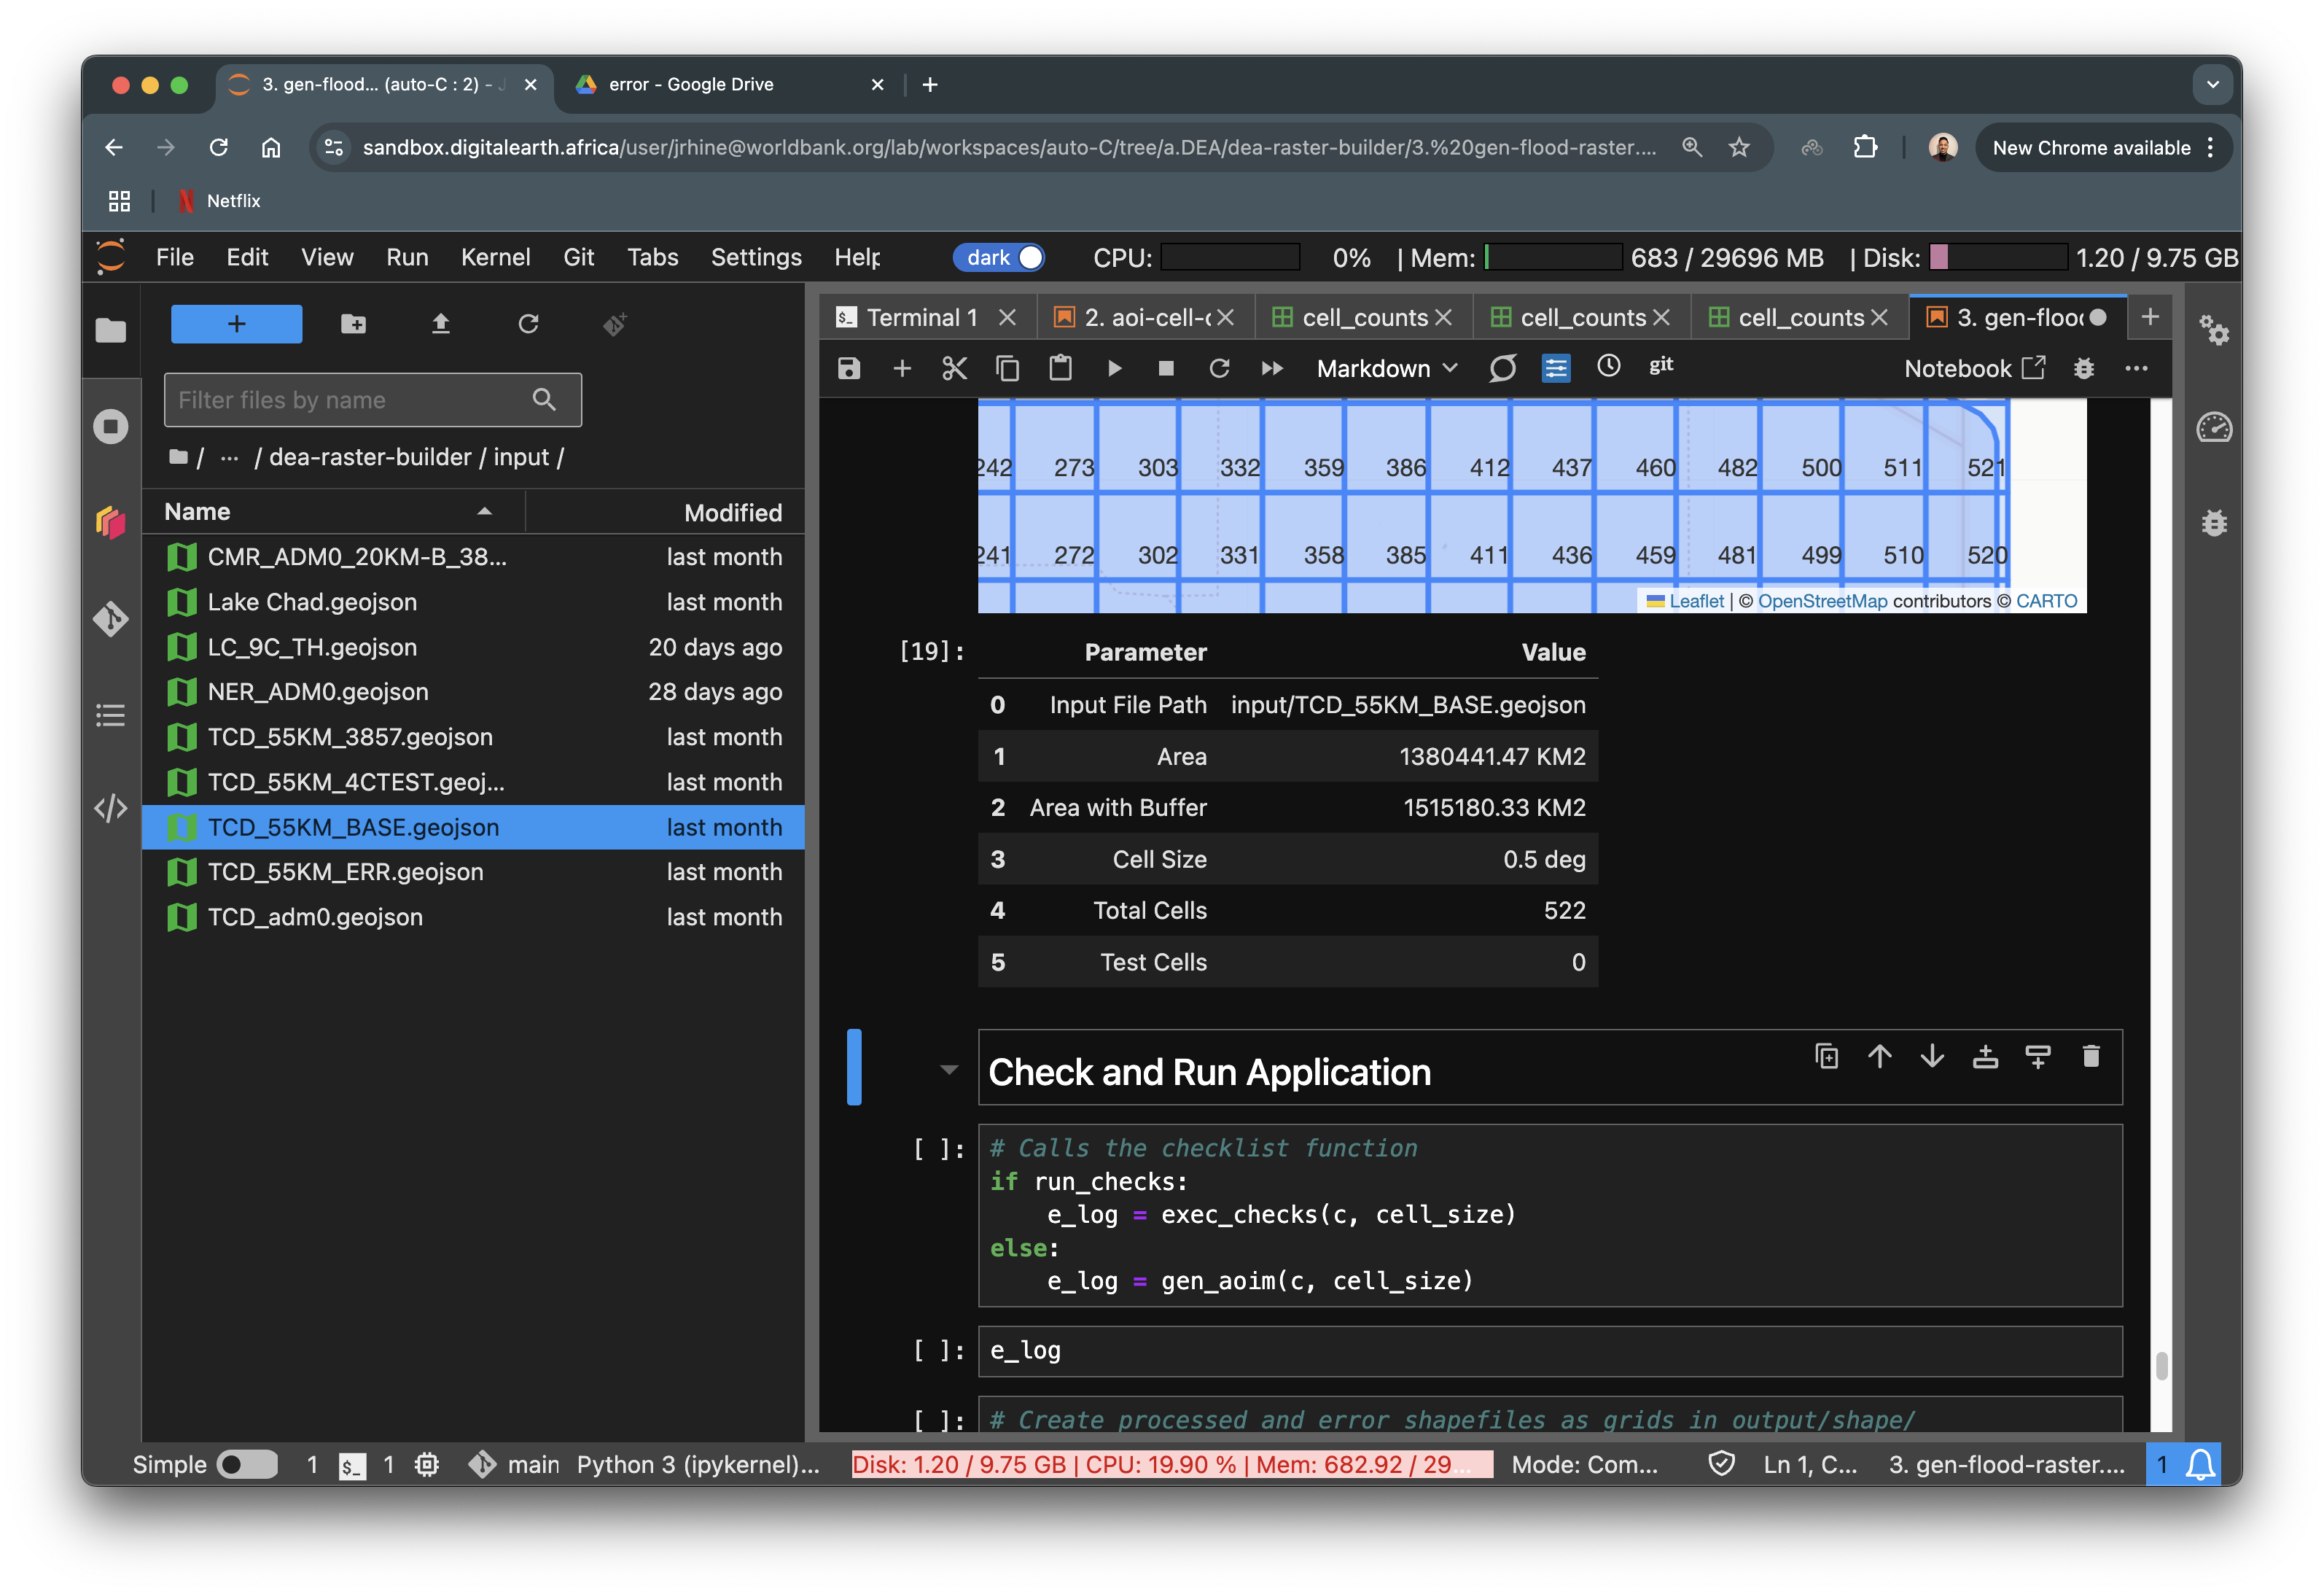 3. gen-flood... (auto-C : 2) - J
error - Google Drive
sandbox.digitalearth.africa/user/jrhine@worldbank.org/lab/workspaces/auto-C/tree/a.DEA/dea-raster-builder/3.%20gen-flood-raster....
New Chrome available
Netflix
File Edit View Run Kernel Git Tabs Settings Help
dark
CPU: 0% | Mem: 683 / 29696 MB | Disk: 1.20 / 9.75 GB
Filter files by name
/ ... / dea-raster-builder / input /
Name Modified
CMR_ADM0_20KM-B_38... last month
Lake Chad.geojson last month
LC_9C_TH.geojson 20 days ago
NER_ADM0.geojson 28 days ago
TCD_55KM_3857.geojson last month
TCD_55KM_4CTEST.geoj... last month
TCD_55KM_BASE.geojson last month
TCD_55KM_ERR.geojson last month
TCD_adm0.geojson last month
Terminal 1
2. aoi-cell-c
cell_counts
cell_counts
cell_counts
3. gen-flood
Markdown
git
Notebook
242 273 303 332 359 386 412 437 460 482 500 511 521
241 272 302 331 358 385 411 436 459 481 499 510 520
Leaflet | © OpenStreetMap contributors © CARTO
[19]:
Parameter Value
0 Input File Path input/TCD_55KM_BASE.geojson
1 Area 1380441.47 KM2
2 Area with Buffer 1515180.33 KM2
3 Cell Size 0.5 deg
4 Total Cells 522
5 Test Cells 0
Check and Run Application
[ ]: # Calls the checklist function
if run_checks:
e_log = exec_checks(c, cell_size)
else:
e_log = gen_aoim(c, cell_size)
[ ]: e_log
[ ]: # Create processed and error shapefiles as grids in output/shape/
Simple 1 $_ 1 main Python 3 (ipykernel)... Disk: 1.20 / 9.75 GB | CPU: 19.90 % | Mem: 682.92 / 29... Mode: Com... Ln 1, C... 3. gen-flood-raster.... 1